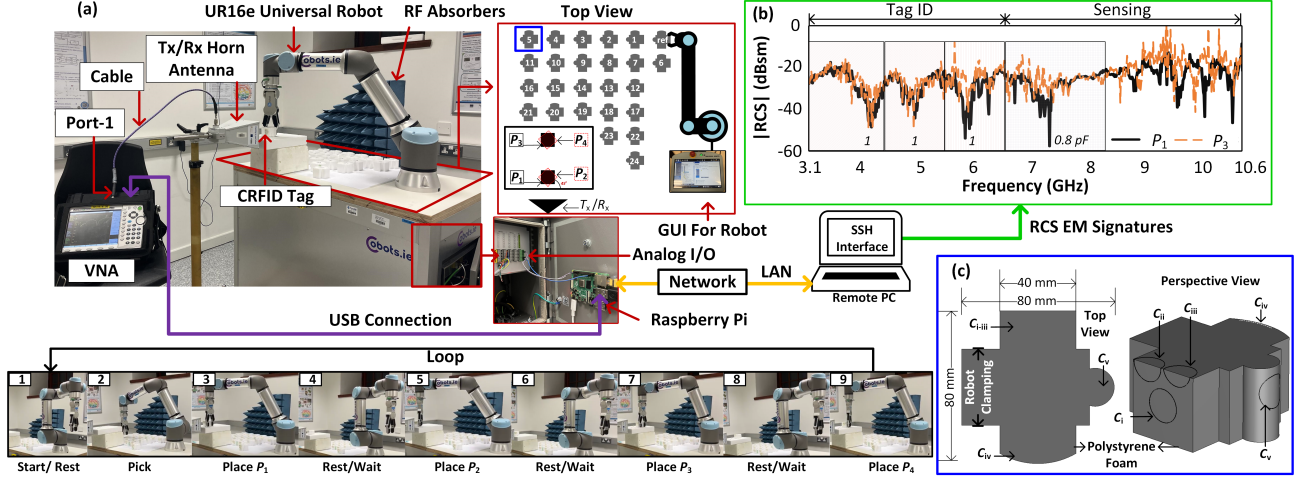 (a)
UR16e Universal Robot
RF Absorbers
Tx/Rx Horn
Antenna
Cable
Port-1
CRFID Tag
VNA
obots.ie
obots.ie
Top View
5 4 3 2 1 ref
11 10 9 8 7 6
16 15 14 13 12
21 20 19 18 17
23 22
24
P3 P4
P1 P2
Tx/Rx
GUI For Robot
Analog I/O
Network
LAN
Raspberry Pi
USB Connection
SSH
Interface
Remote PC
RCS EM Signatures
(b)
Tag ID
Sensing
|RCS| (dBsm)
0
-20
-40
-60
1 1 1 0.8 pF
P1 P3
3.1 4 5 6 7 8 9 10 10.6
Frequency (GHz)
(c)
40 mm
80 mm
80 mm
Top
View
Ci-iii
Cv
Robot
Clamping
Civ
Polystyrene
Foam
Perspective View
Cii
Ciii
Civ
Ci
Cv
Loop
1 2 3 4 5 6 7 8 9
Start/ Rest
Pick
Place P1
Rest/Wait
Place P2
Rest/Wait
Place P3
Rest/Wait
Place P4